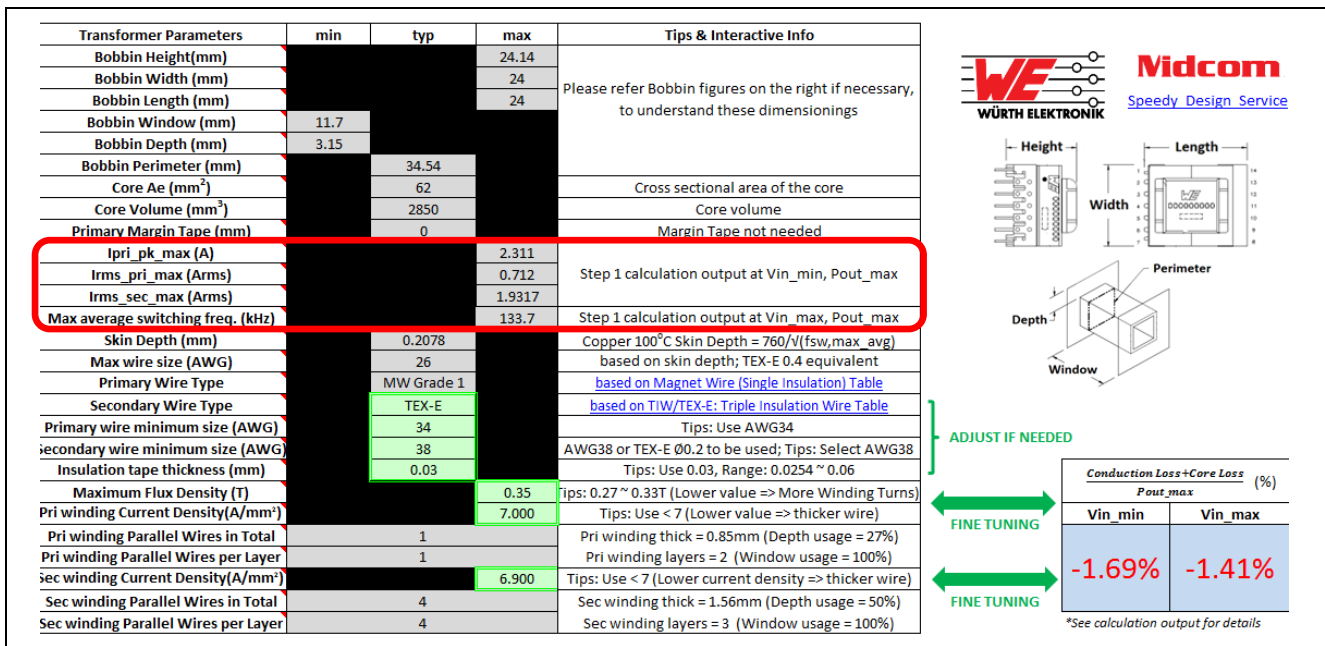 Transformer Parameters min typ max Tips & Interactive Info
Bobbin Height(mm) 24.14
Bobbin Width (mm) 24
Bobbin Length (mm) 24
Please refer Bobbin figures on the right if necessary,
to understand these dimensionings
Bobbin Window (mm) 11.7
Bobbin Depth (mm) 3.15
Bobbin Perimeter (mm) 34.54
Core Ae (mm²) 62 Cross sectional area of the core
Core Volume (mm³) 2850 Core volume
Primary Margin Tape (mm) 0 Margin Tape not needed
Ipri_pk_max (A) 2.311
Irms_pri_max (Arms) 0.712 Step 1 calculation output at Vin_min, Pout_max
Irms_sec_max (Arms) 1.9317
Max average switching freq. (kHz) 133.7 Step 1 calculation output at Vin_max, Pout_max
Skin Depth (mm) 0.2078 Copper 100°C Skin Depth = 760/√(fsw,max_avg)
Max wire size (AWG) 26 based on skin depth; TEX-E 0.4 equivalent
Primary Wire Type MW Grade 1 based on Magnet Wire (Single Insulation) Table
Secondary Wire Type TEX-E based on TIW/TEX-E: Triple Insulation Wire Table
Primary wire minimum size (AWG) 34 Tips: Use AWG34
Secondary wire minimum size (AWG) 38 AWG38 or TEX-E Ø0.2 to be used; Tips: Select AWG38
Insulation tape thickness (mm) 0.03 Tips: Use 0.03, Range: 0.0254 ~ 0.06
Maximum Flux Density (T) 0.35 Tips: 0.27 ~ 0.33T (Lower value => More Winding Turns)
Pri winding Current Density(A/mm²) 7.000 Tips: Use < 7 (Lower value => thicker wire)
Pri winding Parallel Wires in Total 1 Pri winding thick = 0.85mm (Depth usage = 27%)
Pri winding Parallel Wires per Layer 1 Pri winding layers = 2 (Window usage = 100%)
Sec winding Current Density(A/mm²) 6.900 Tips: Use < 7 (Lower current density => thicker wire)
Sec winding Parallel Wires in Total 4 Sec winding thick = 1.56mm (Depth usage = 50%)
Sec winding Parallel Wires per Layer 4 Sec winding layers = 3 (Window usage = 100%)
WE
WÜRTH ELEKTRONIK
Midcom
Speedy Design Service
Height
Length
Width
Perimeter
Depth
Window
ADJUST IF NEEDED
FINE TUNING
FINE TUNING
Conduction Loss+Core Loss
Pout_max
(%)
Vin_min Vin_max
-1.69% -1.41%
*See calculation output for details